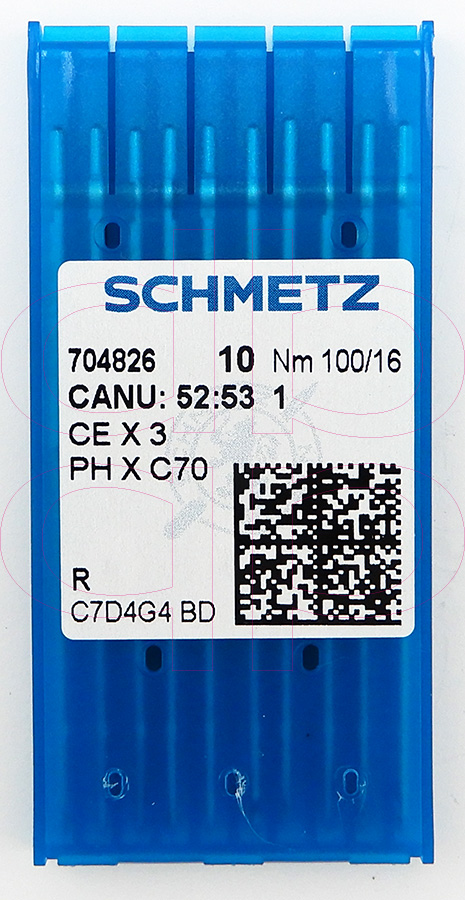 SCHMETZ
704826 10 Nm 100/16
CANU: 52:53 1
CE X 3
PH X C70
R
C7D4G4 BD